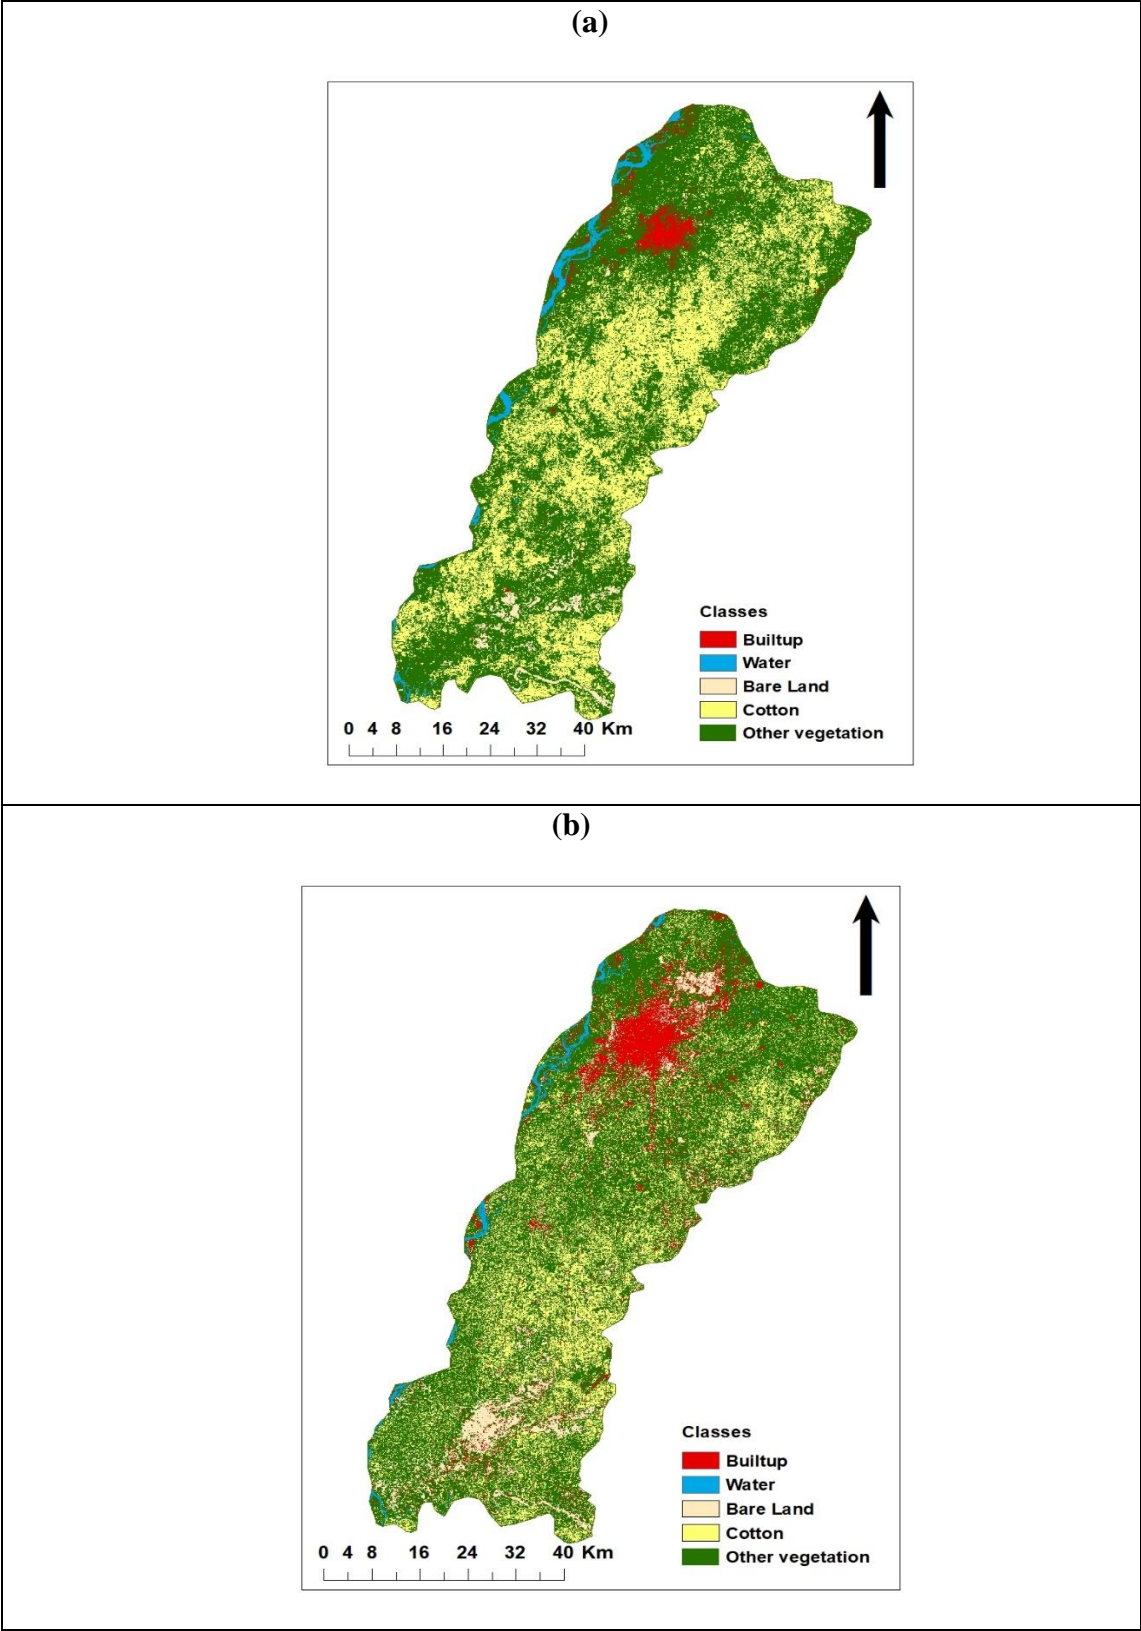 (a)
Classes
Builtup
Water
Bare Land
Cotton
Other vegetation
0 4 8 16 24 32 40 Km
(b)
Classes
Builtup
Water
Bare Land
Cotton
Other vegetation
0 4 8 16 24 32 40 Km